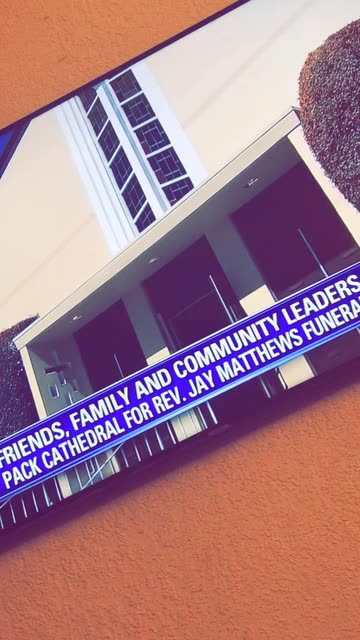 FRIENDS, FAMILY AND COMMUNITY LEADERS
PACK CATHEDRAL FOR REV. JAY MATTHEWS FUNERA